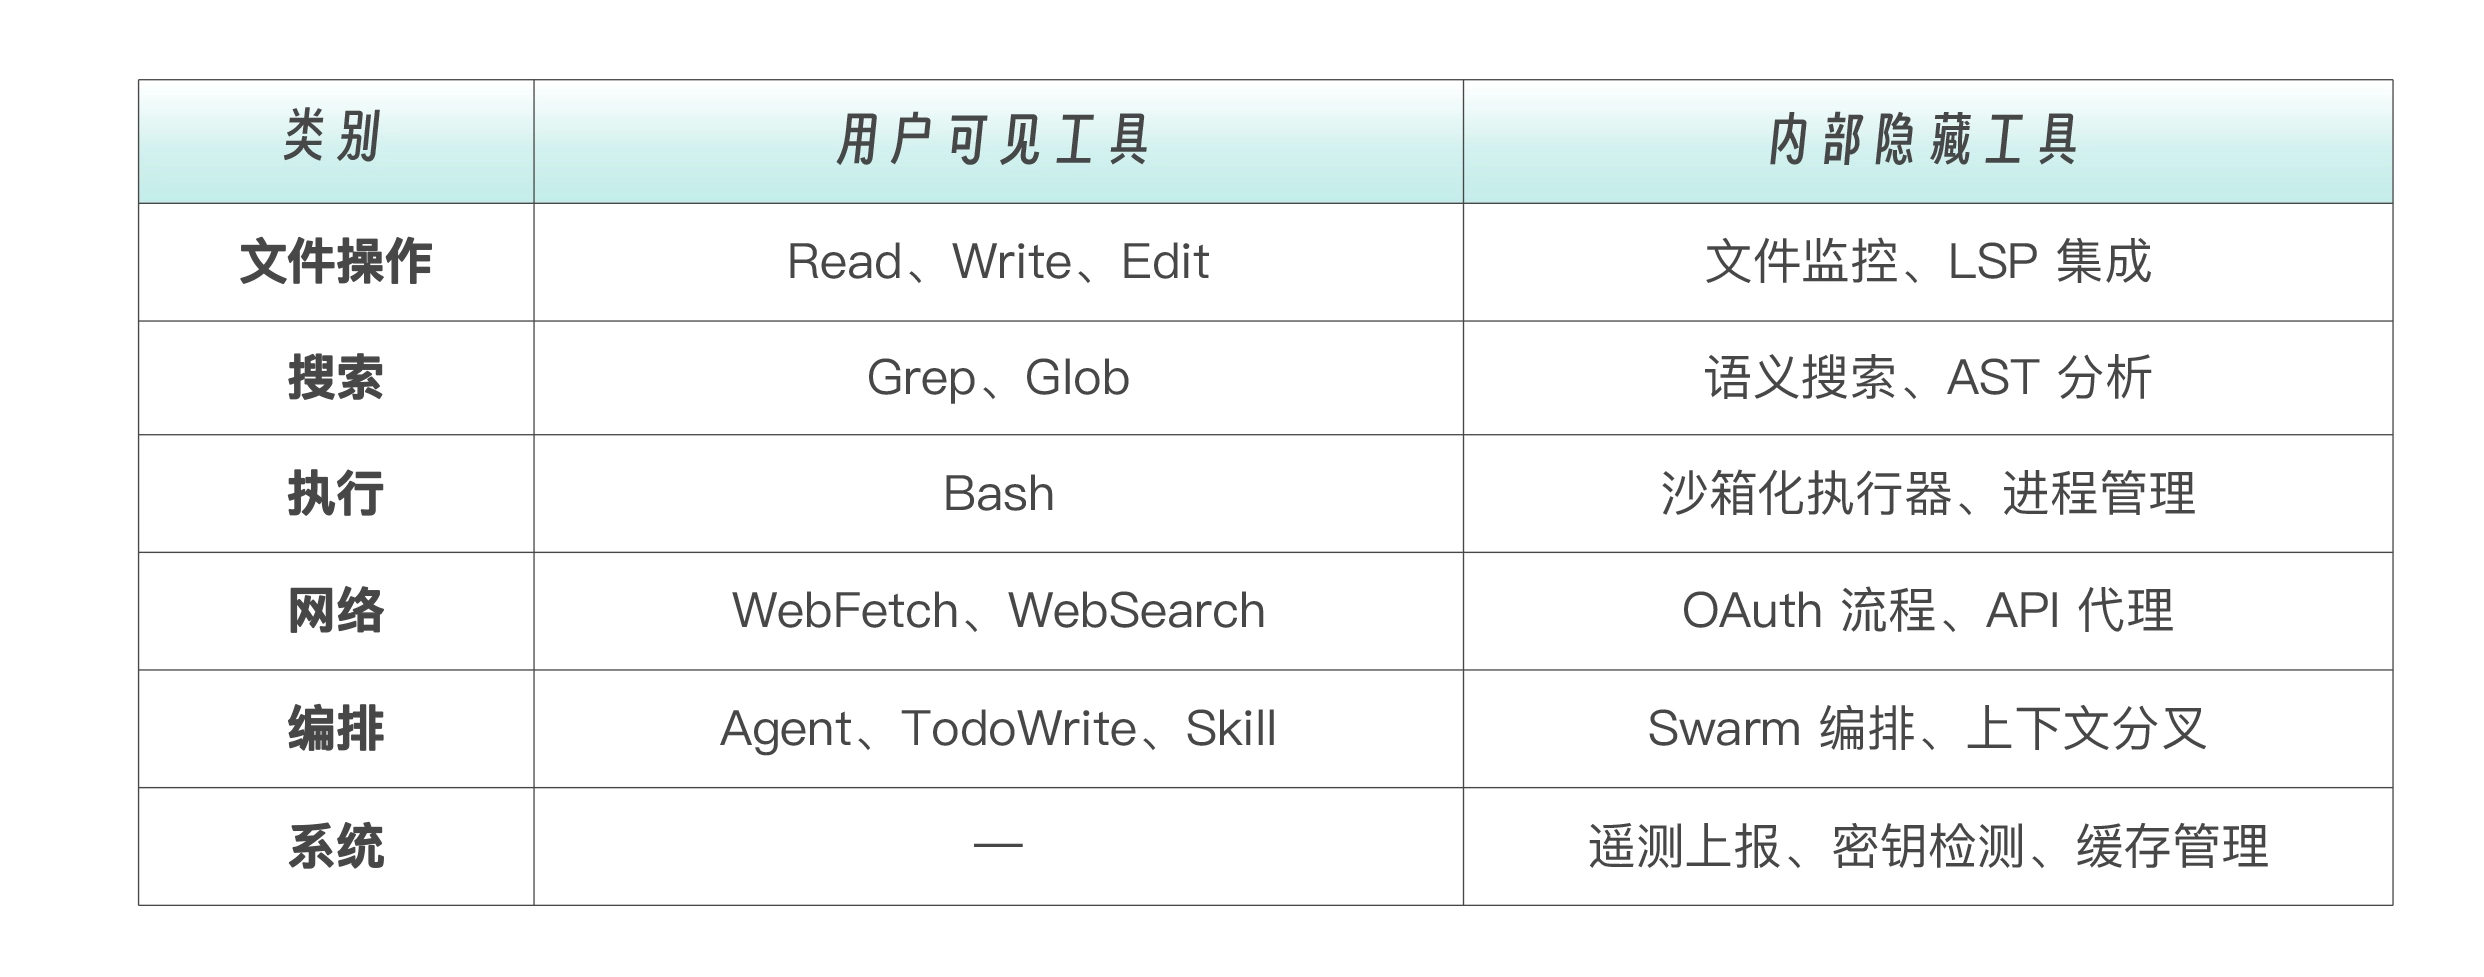 类别 用户可见工具 内部隐藏工具
文件操作 Read、Write、Edit 文件监控、LSP 集成
搜索 Grep、Glob 语义搜索、AST 分析
执行 Bash 沙箱化执行器、进程管理
网络 WebFetch、WebSearch OAuth 流程、API 代理
编排 Agent、TodoWrite、Skill Swarm 编排、上下文分叉
系统 — 遥测上报、密钥检测、缓存管理